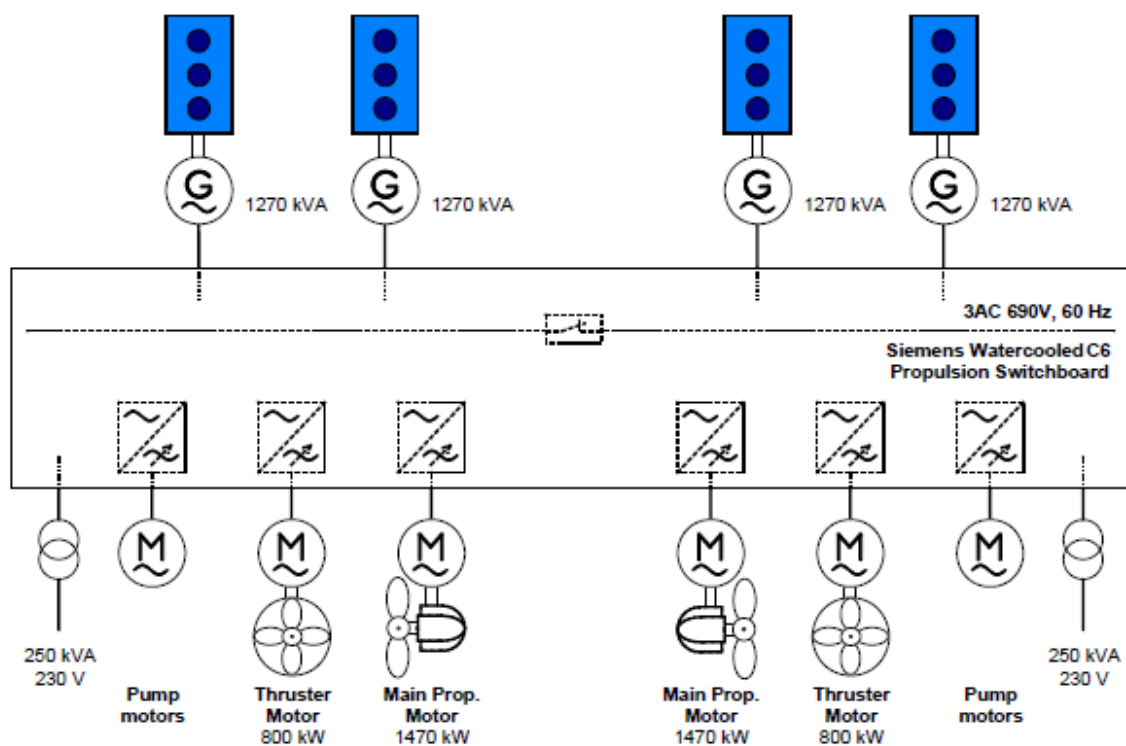 G
G
G
G
1270 kVA
1270 kVA
1270 kVA
1270 kVA
3AC 690V, 60 Hz
Siemens Watercooled C6
Propulsion Switchboard
M
M
M
M
M
M
250 kVA
230 V
Pump
motors
Thruster
Motor
800 kW
Main Prop.
Motor
1470 kW
Main Prop.
Motor
1470 kW
Thruster
Motor
800 kW
Pump
motors
250 kVA
230 V